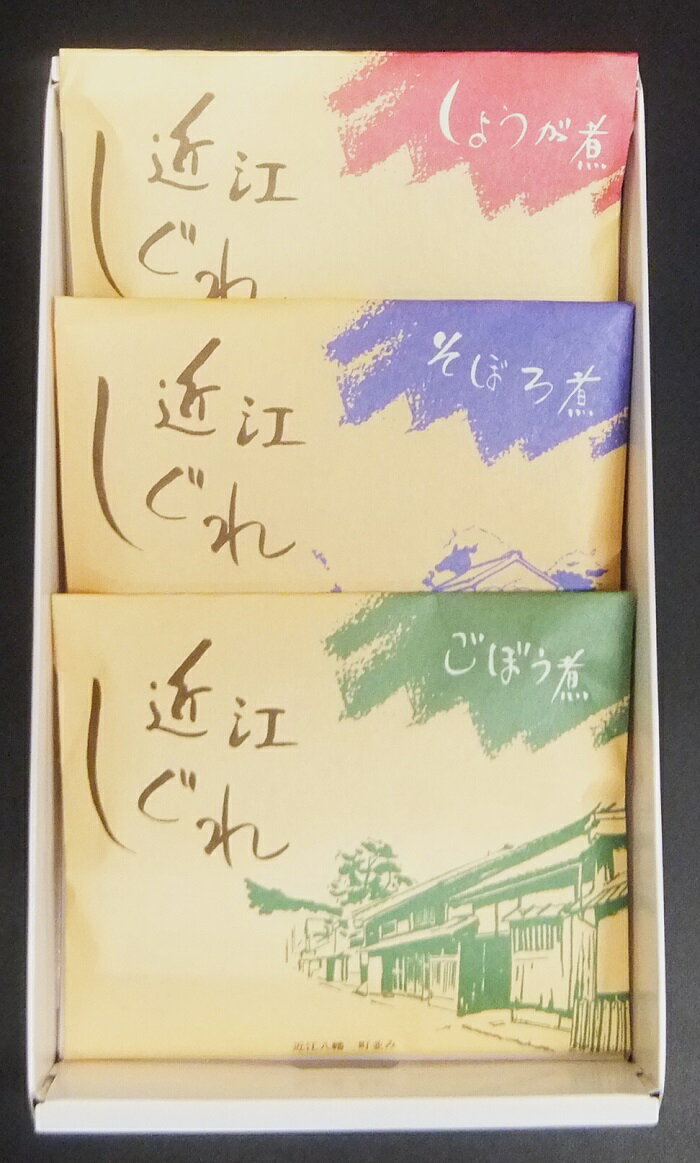 しょうが煮
近江
しぐれ
そぼろ煮
近江
しぐれ
ごぼう煮
近江
しぐれ
近江八幡 町並み